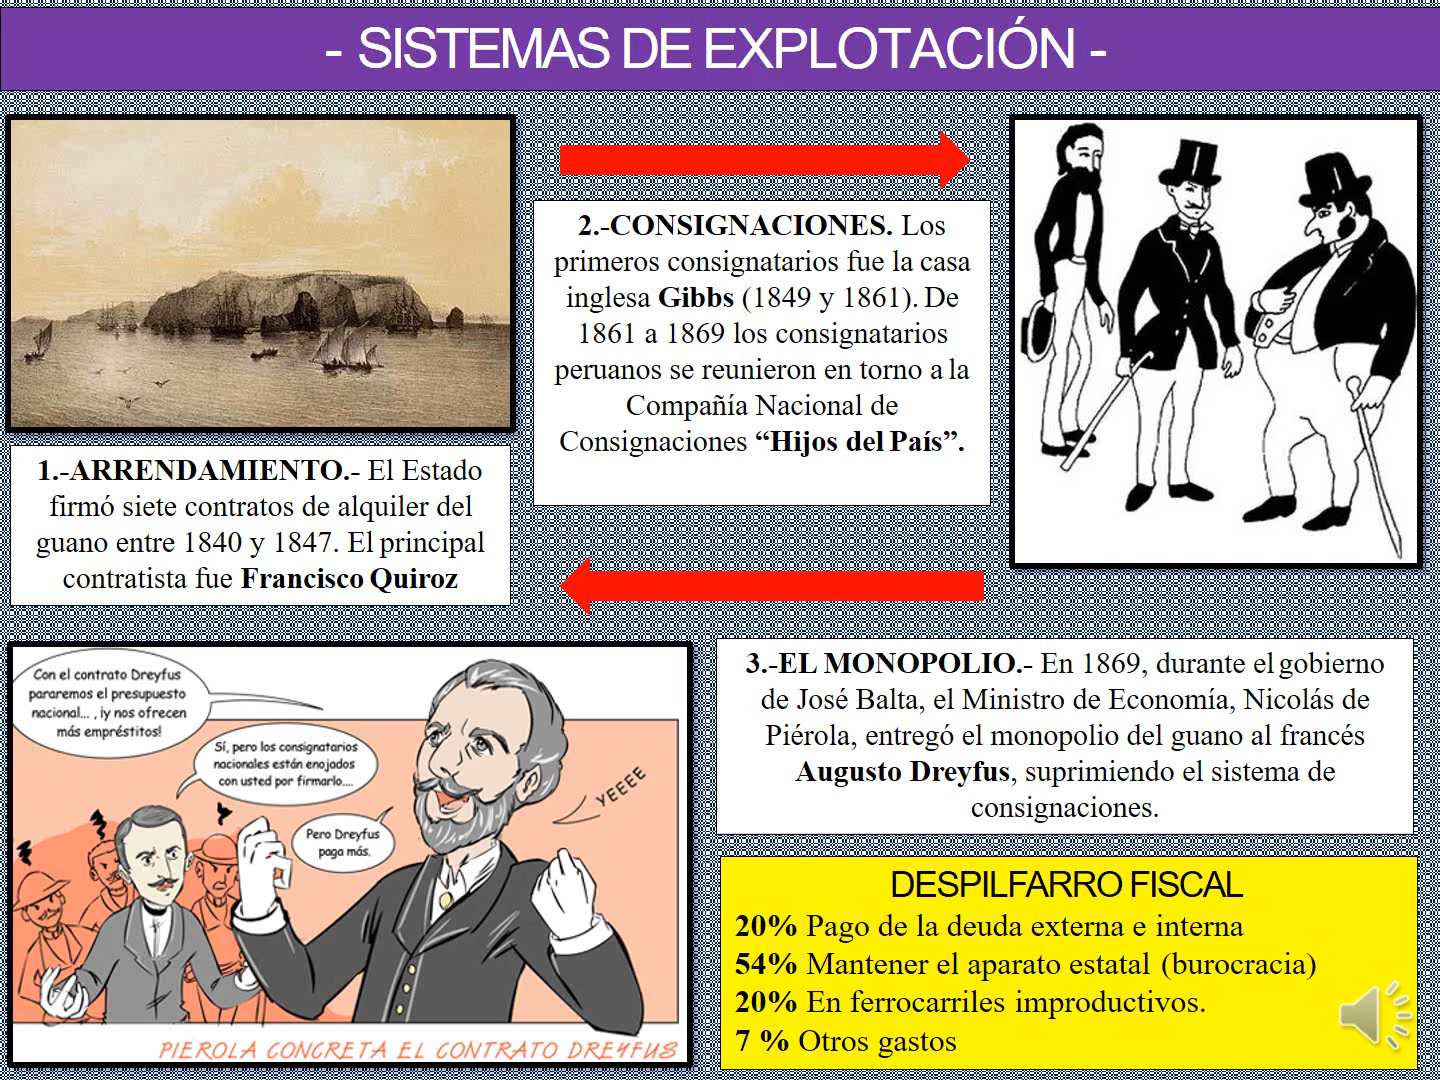 - SISTEMAS DE EXPLOTACIÓN -
1.-ARRENDAMIENTO.- El Estado
firmó siete contratos de alquiler del
guano entre 1840 y 1847. El principal
contratista fue Francisco Quiroz
2.-CONSIGNACIONES. Los
primeros consignatarios fue la casa
inglesa Gibbs (1849 y 1861). De
1861 a 1869 los consignatarios
peruanos se reunieron en torno a la
Compañía Nacional de
Consignaciones “Hijos del País”.
3.-EL MONOPOLIO.- En 1869, durante el gobierno
de José Balta, el Ministro de Economía, Nicolás de
Piérola, entregó el monopolio del guano al francés
Augusto Dreyfus, suprimiendo el sistema de
consignaciones.
Con el contrato Dreyfus
pararemos el presupuesto
nacional... , ¡y nos ofrecen
más empréstitos!
Sí, pero los consignatarios
nacionales están enojados
con usted por firmarlo....
Pero Dreyfus
paga más.
YEEEE
PIEROLA CONCRETA EL CONTRATO DREYFUS
DESPILFARRO FISCAL
20% Pago de la deuda externa e interna
54% Mantener el aparato estatal (burocracia)
20% En ferrocarriles improductivos.
7 % Otros gastos